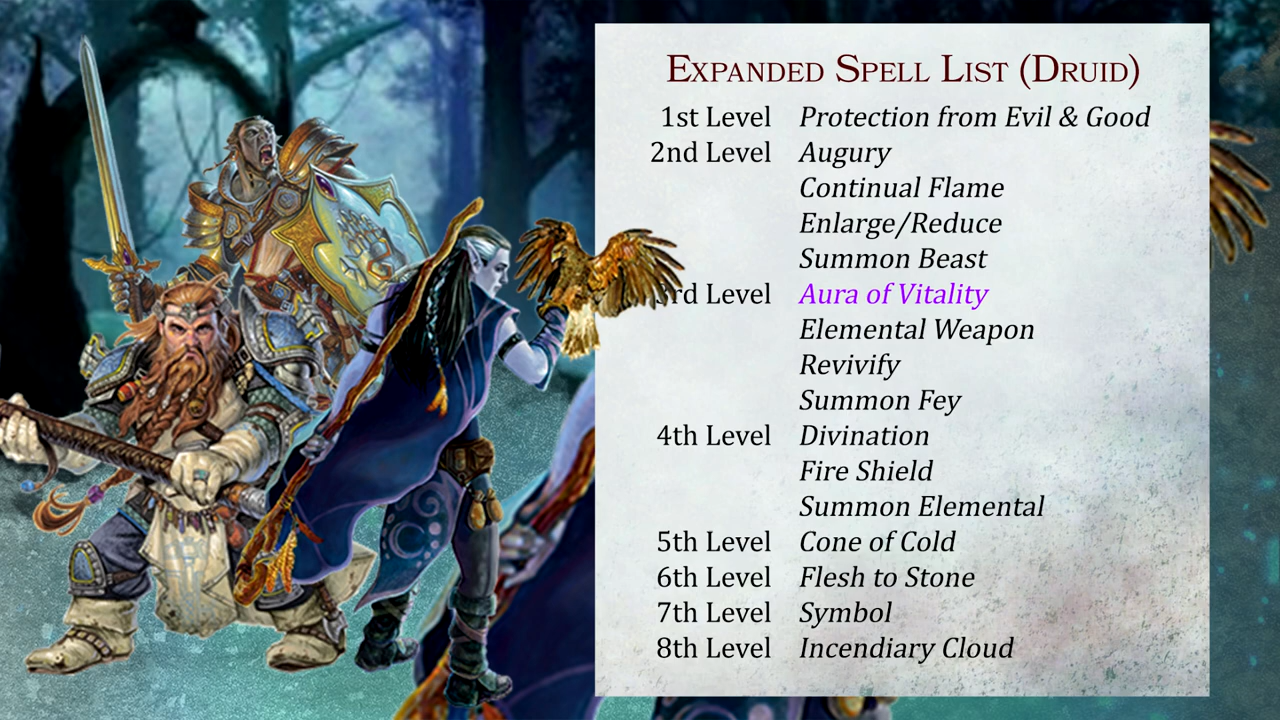 Expanded Spell List (Druid)
1st Level Protection from Evil & Good
2nd Level Augury
Continual Flame
Enlarge/Reduce
Summon Beast
rd Level Aura of Vitality
Elemental Weapon
Revivify
Summon Fey
4th Level Divination
Fire Shield
Summon Elemental
5th Level Cone of Cold
6th Level Flesh to Stone
7th Level Symbol
8th Level Incendiary Cloud